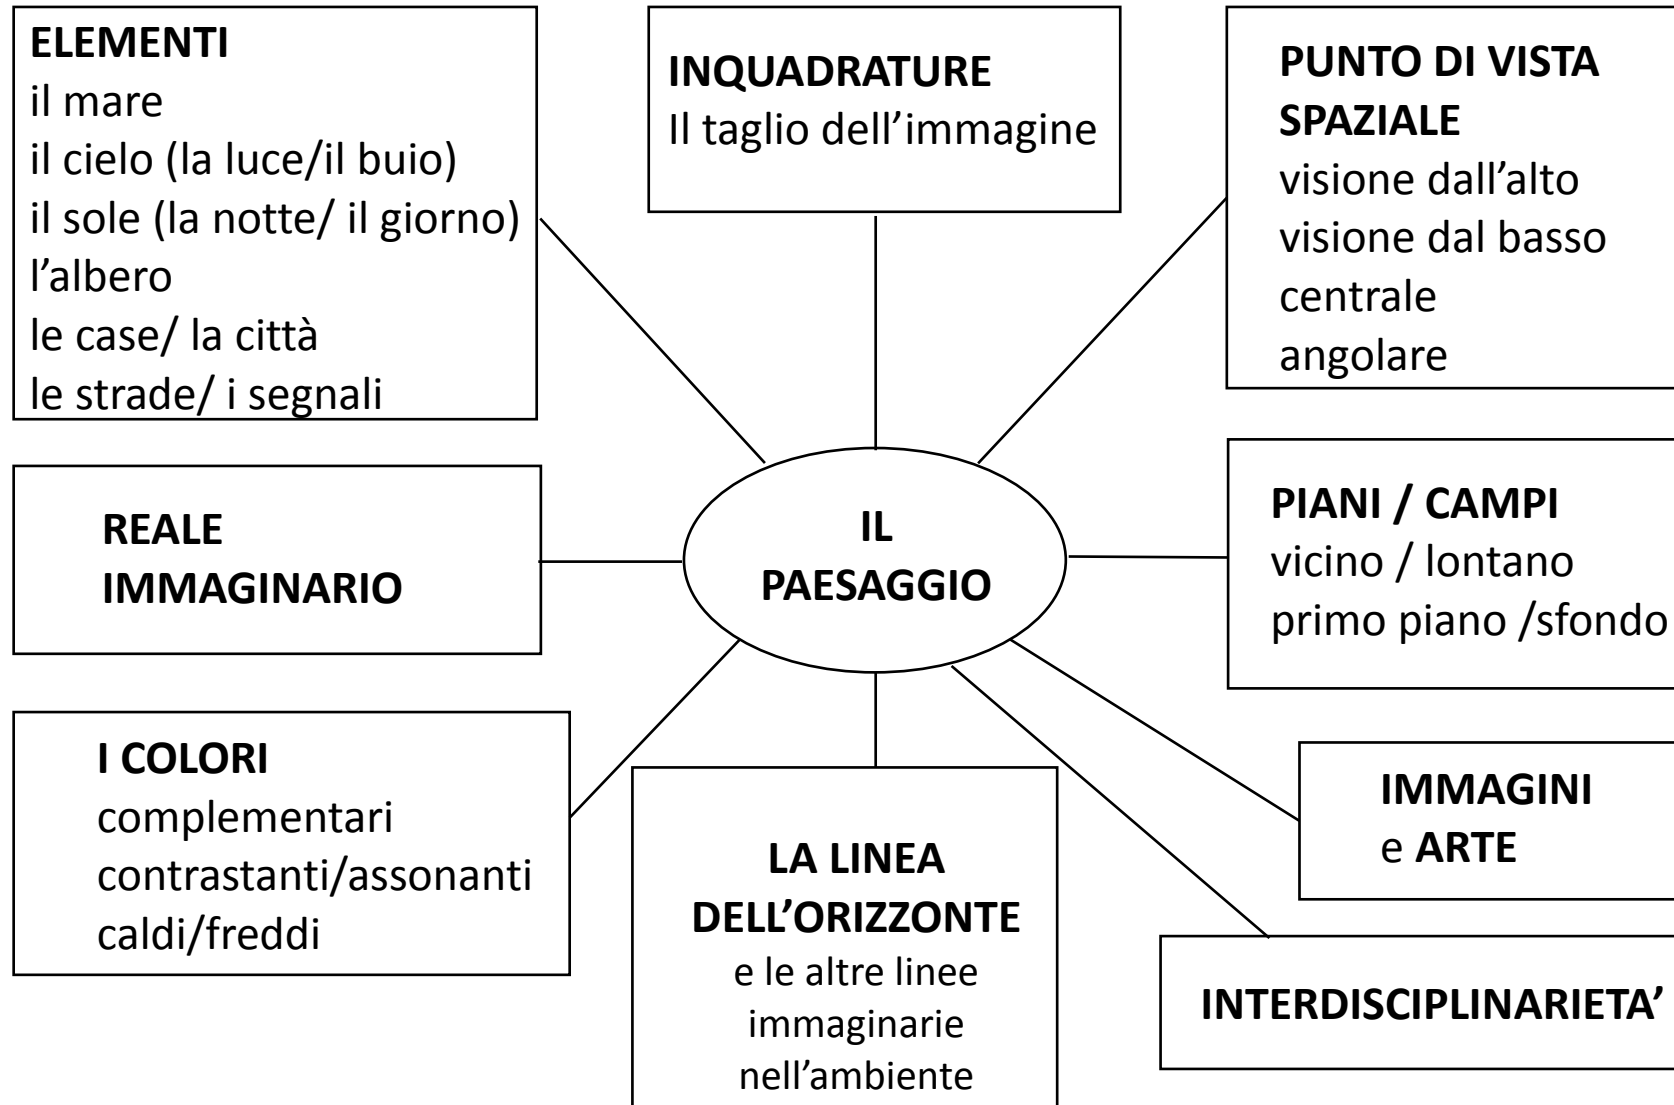 ELEMENTI
il mare
il cielo (la luce/il buio)
il sole (la notte/ il giorno)
l’albero
le case/ la città
le strade/ i segnali
INQUADRATURE
Il taglio dell’immagine
PUNTO DI VISTA
SPAZIALE
visione dall’alto
visione dal basso
centrale
angolare
REALE
IMMAGINARIO
IL
PAESAGGIO
PIANI / CAMPI
vicino / lontano
primo piano /sfondo
I COLORI
complementari
contrastanti/assonanti
caldi/freddi
LA LINEA
DELL’ORIZZONTE
e le altre linee
immaginarie
nell’ambiente
IMMAGINI
e ARTE
INTERDISCIPLINARIETA’